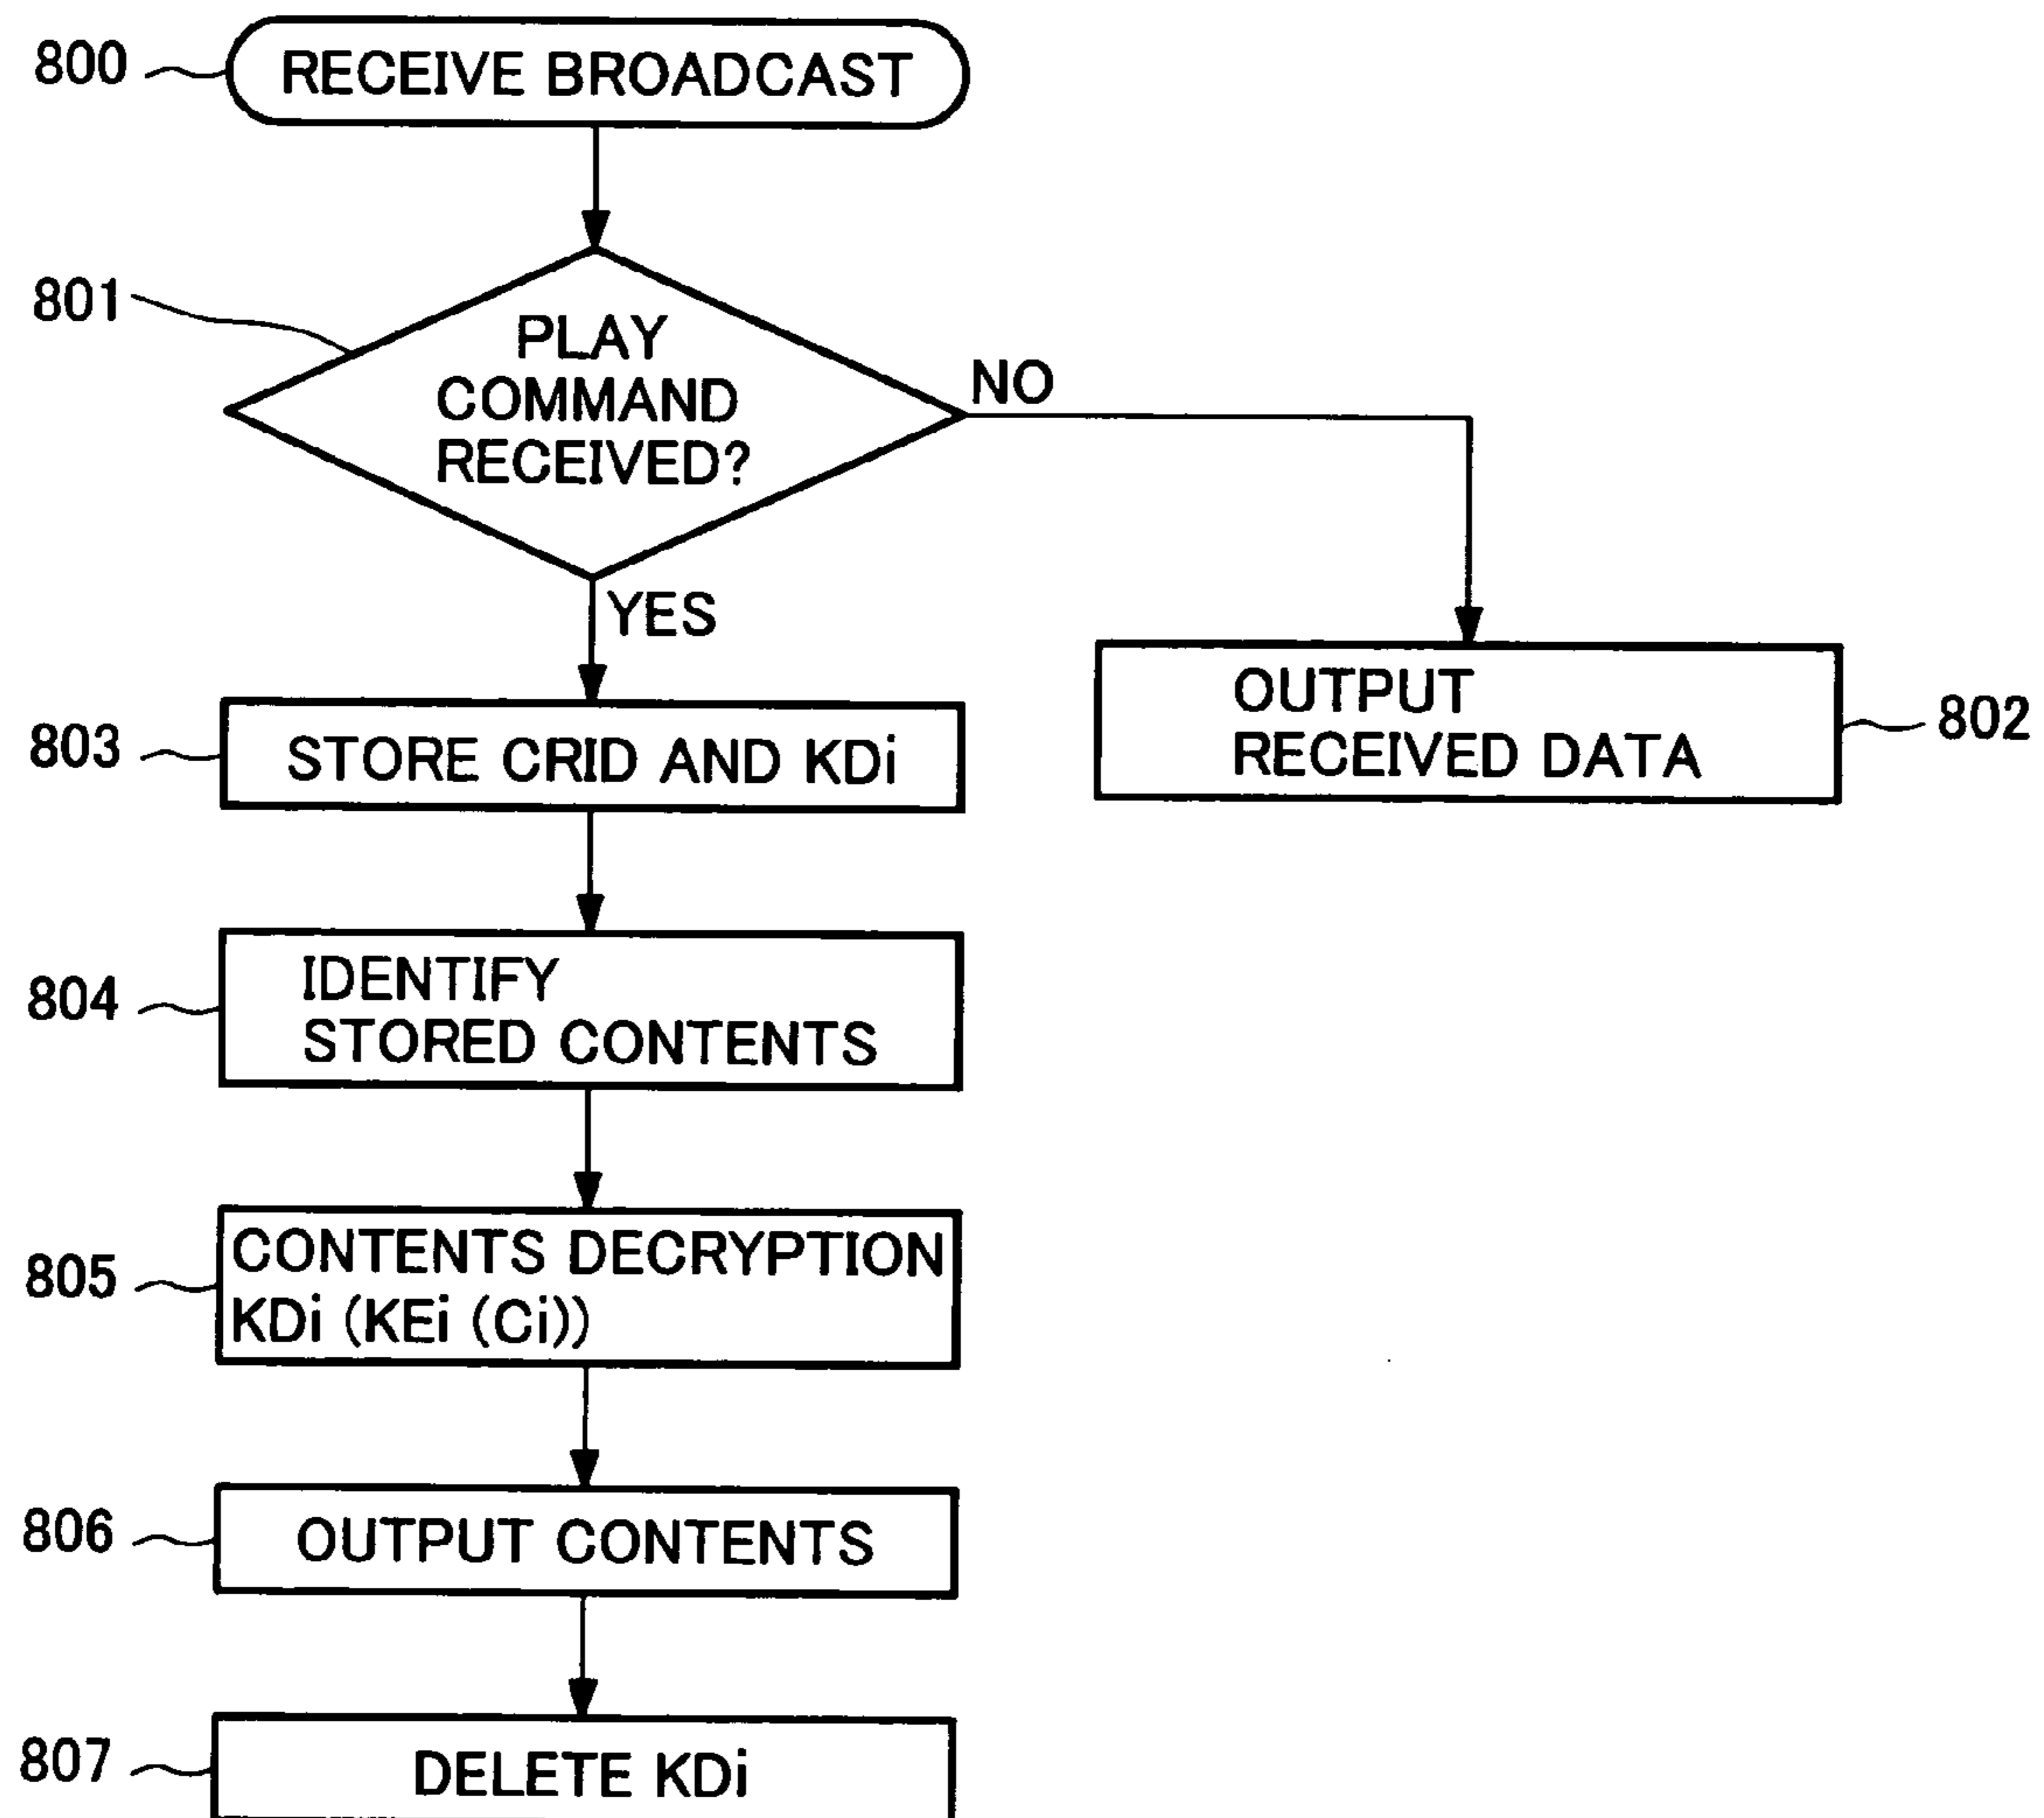 800
RECEIVE BROADCAST
801
PLAY
COMMAND
RECEIVED?
NO
YES
OUTPUT
RECEIVED DATA
802
803
STORE CRID AND KDi
804
IDENTIFY
STORED CONTENTS
805
CONTENTS DECRYPTION
KDi (KEi (Ci))
806
OUTPUT CONTENTS
807
DELETE KDi